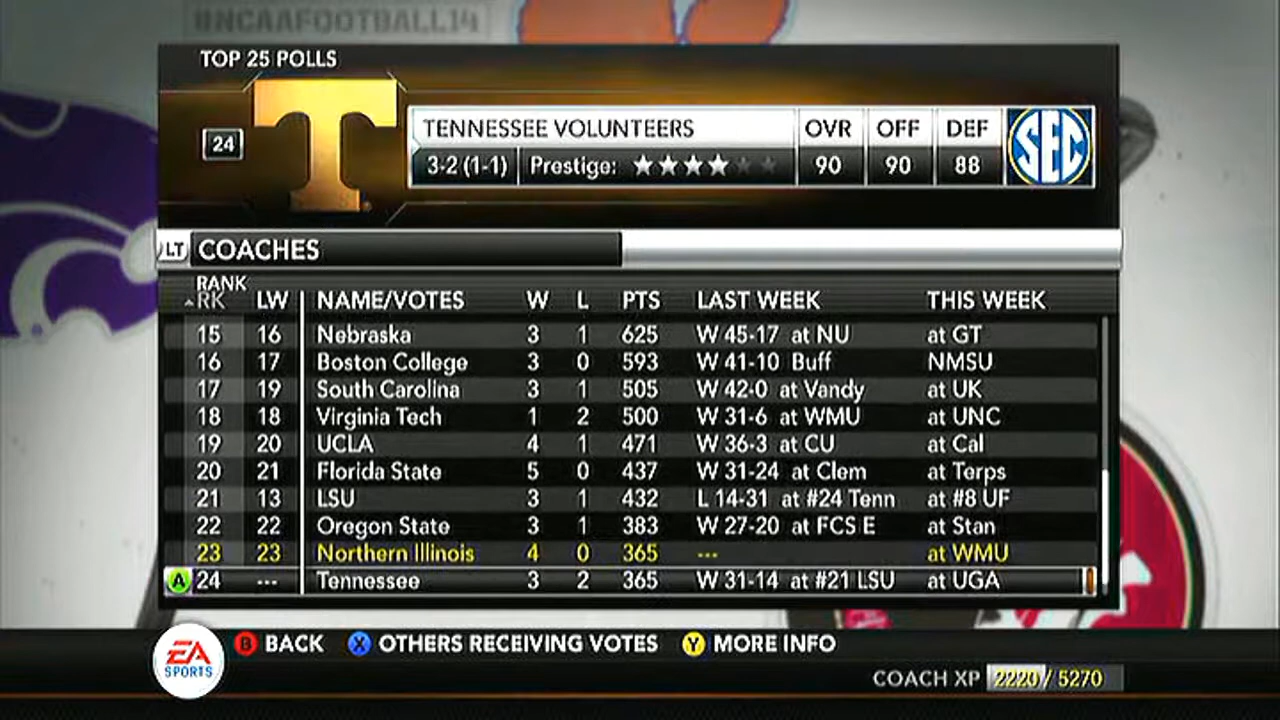 #NCAAFOOTBALL14
TOP 25 POLLS
24
TENNESSEE VOLUNTEERS OVR OFF DEF
3-2 (1-1) Prestige: 90 90 88
SEC
LT COACHES
RANK
RK LW NAME/VOTES W L PTS LAST WEEK THIS WEEK
15 16 Nebraska 3 1 625 W 45-17 at NU at GT
16 17 Boston College 3 0 593 W 41-10 Buff NMSU
17 19 South Carolina 3 1 505 W 42-0 at Vandy at UK
18 18 Virginia Tech 1 2 500 W 31-6 at WMU at UNC
19 20 UCLA 4 1 471 W 36-3 at CU at Cal
20 21 Florida State 5 0 437 W 31-24 at Clem at Terps
21 13 LSU 3 1 432 L 14-31 at #24 Tenn at #8 UF
22 22 Oregon State 3 1 383 W 27-20 at FCS E at Stan
23 23 Northern Illinois 4 0 365 --- at WMU
A 24 --- Tennessee 3 2 365 W 31-14 at #21 LSU at UGA
EA SPORTS
B BACK X OTHERS RECEIVING VOTES Y MORE INFO
COACH XP 2220 / 5270